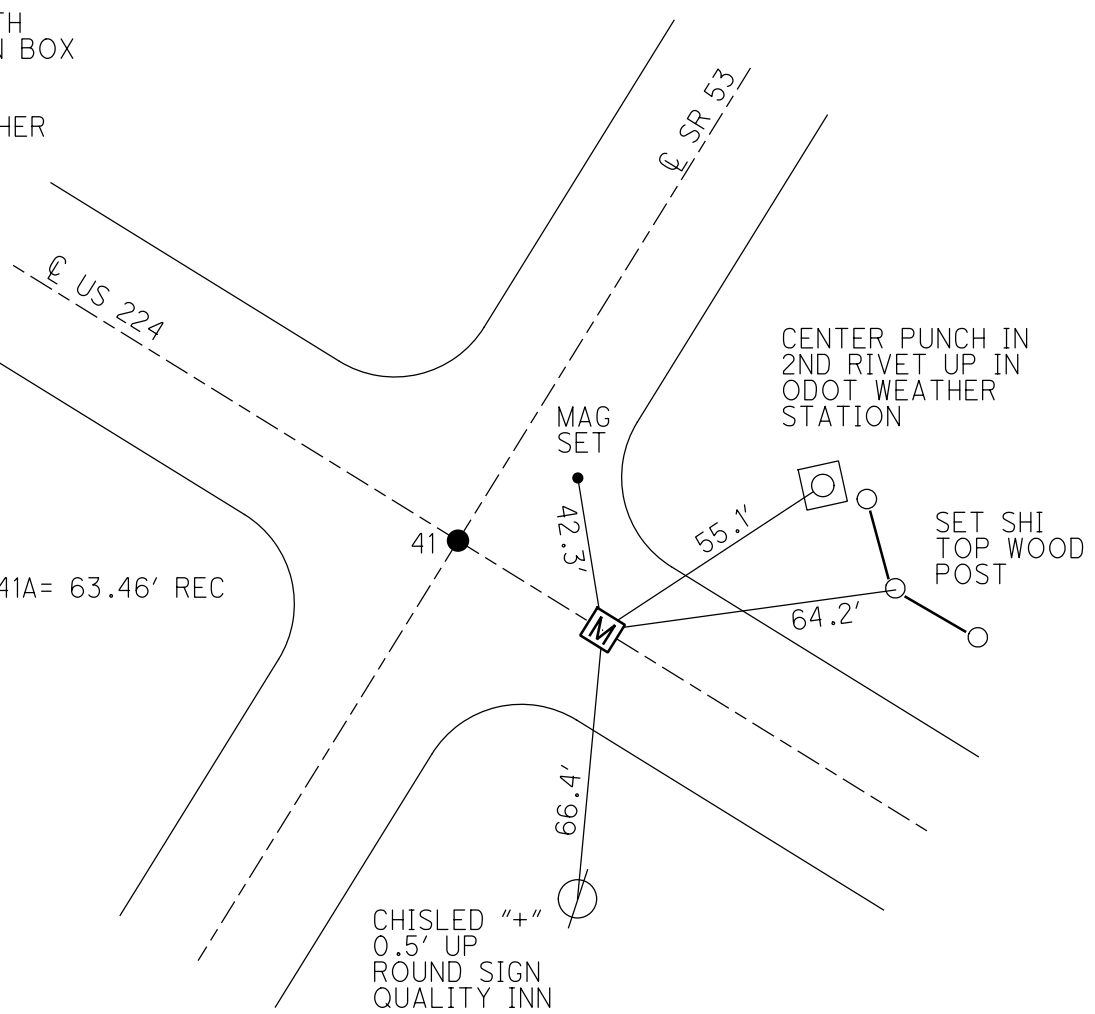 TH
N BOX
HER
℄ SR 53
℄ US 224
CENTER PUNCH IN
2ND RIVET UP IN
ODOT WEATHER
STATION
MAG
SET
42.3'
55.1'
SET SHI
TOP WOOD
POST
41
41A= 63.46' REC
64.2'
M
66.4'
CHISLED "+"
0.5' UP
ROUND SIGN
QUALITY INN